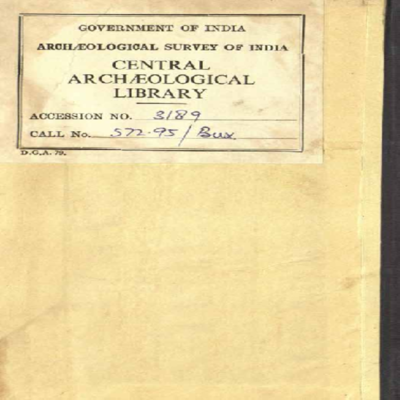 GOVERNMENT OF INDIA
ARCHÆOLOGICAL SURVEY OF INDIA
CENTRAL
ARCHÆOLOGICAL
LIBRARY
ACCESSION NO. 3189
CALL No. 572.95/Bux
D.G.A. 79.